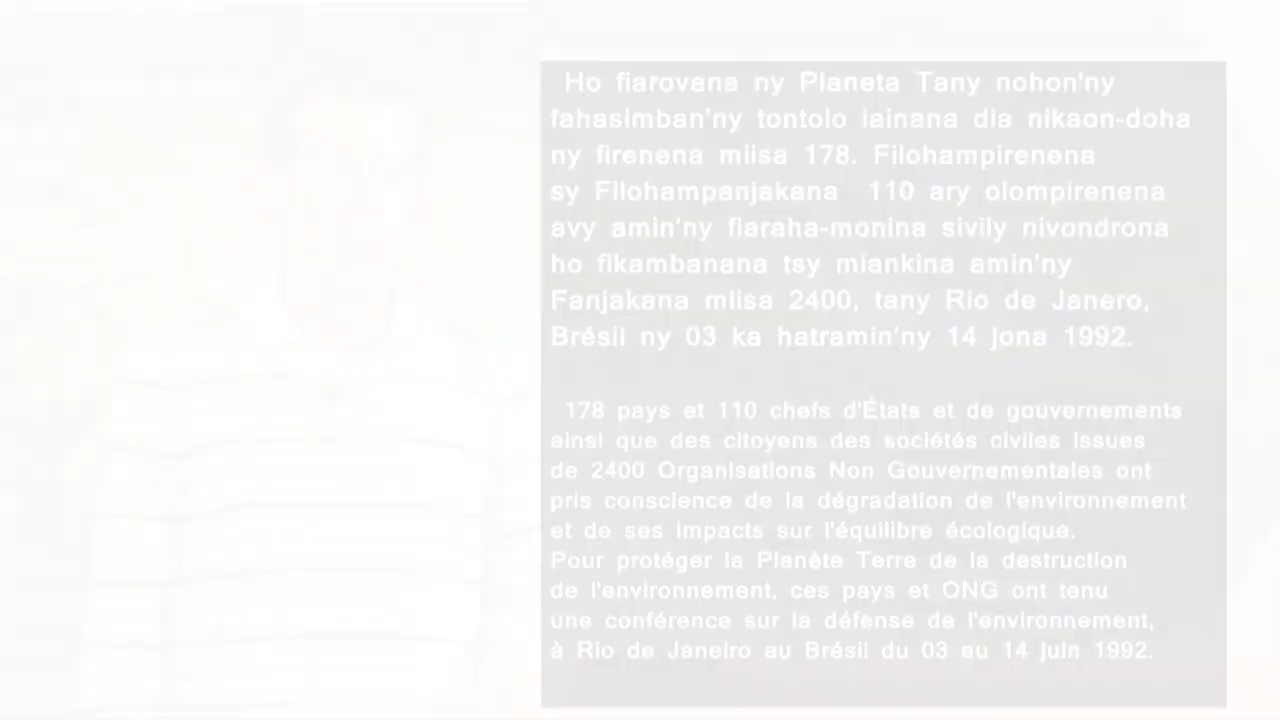 Ho fiarovana ny Planeta Tany nohon'ny
fahasimban'ny tontolo iainana dia nikaon-doha
ny firenena miisa 178. Filohampirenena
sy Filohampanjakana 110 ary olompirenena
avy amin'ny fiaraha-monina sivily nivondrona
ho fikambanana tsy miankina amin'ny
Fanjakana miisa 2400, tany Rio de Janero,
Brésil ny 03 ka hatramin'ny 14 jona 1992.
178 pays et 110 chefs d'États et de gouvernements
ainsi que des citoyens des sociétés civiles issues
de 2400 Organisations Non Gouvernementales ont
pris conscience de la dégradation de l'environnement
et de ses impacts sur l'équilibre écologique.
Pour protéger la Planète Terre de la destruction
de l'environnement, ces pays et ONG ont tenu
une conférence sur la défense de l'environnement,
à Rio de Janeiro au Brésil du 03 au 14 juin 1992.